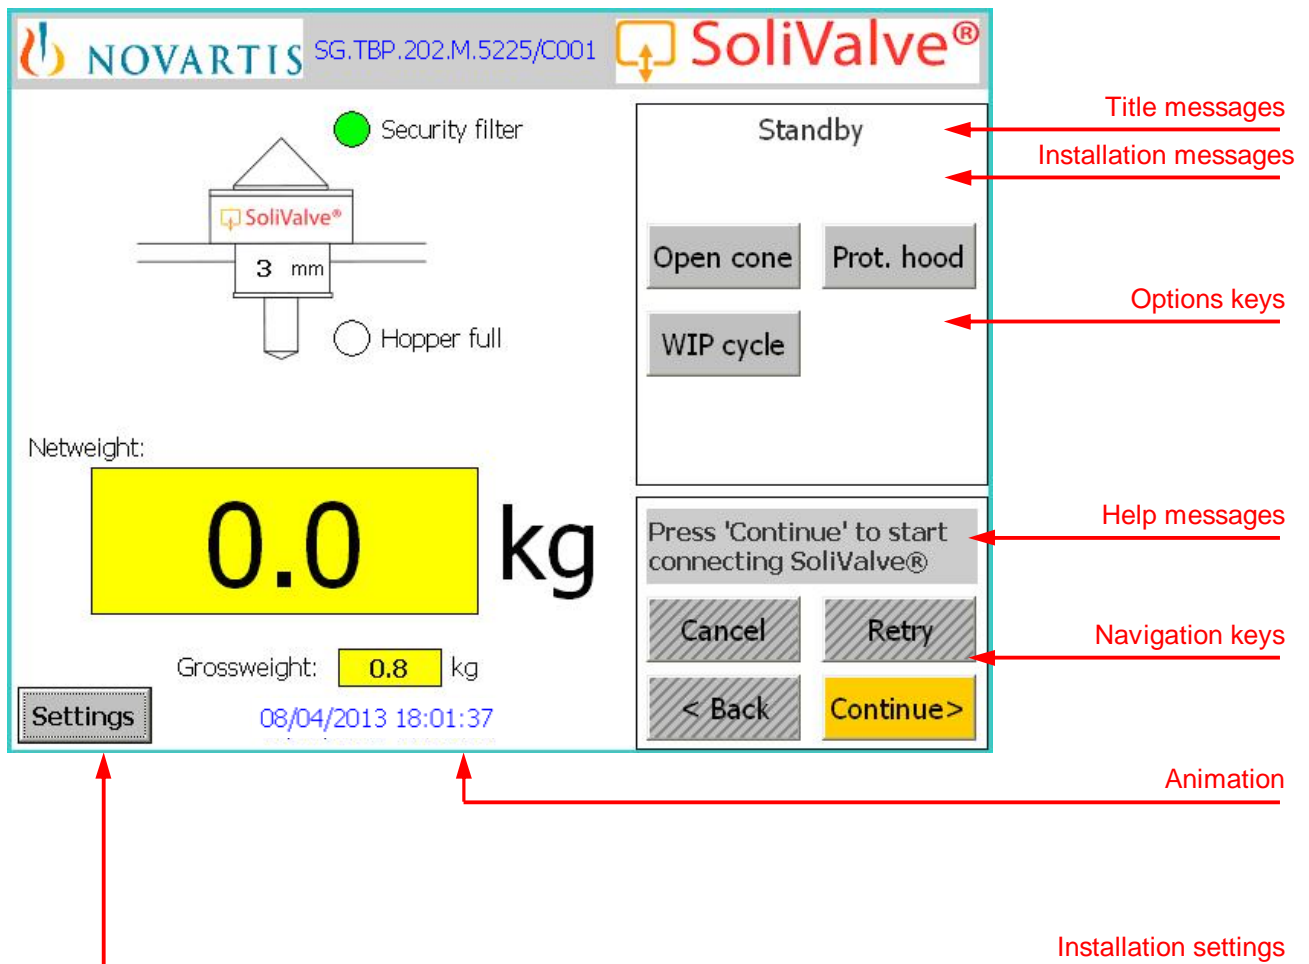 NOVARTIS SG.TBP.202.M.5225/C001 SoliValve®
Security filter
SoliValve®
3 mm
Hopper full
Netweight:
0.0 kg
Grossweight: 0.8 kg
Settings
08/04/2013 18:01:37
Standby
Open cone Prot. hood
WIP cycle
Press 'Continue' to start
connecting SoliValve®
Cancel Retry
< Back Continue>
Title messages
Installation messages
Options keys
Help messages
Navigation keys
Animation
Installation settings